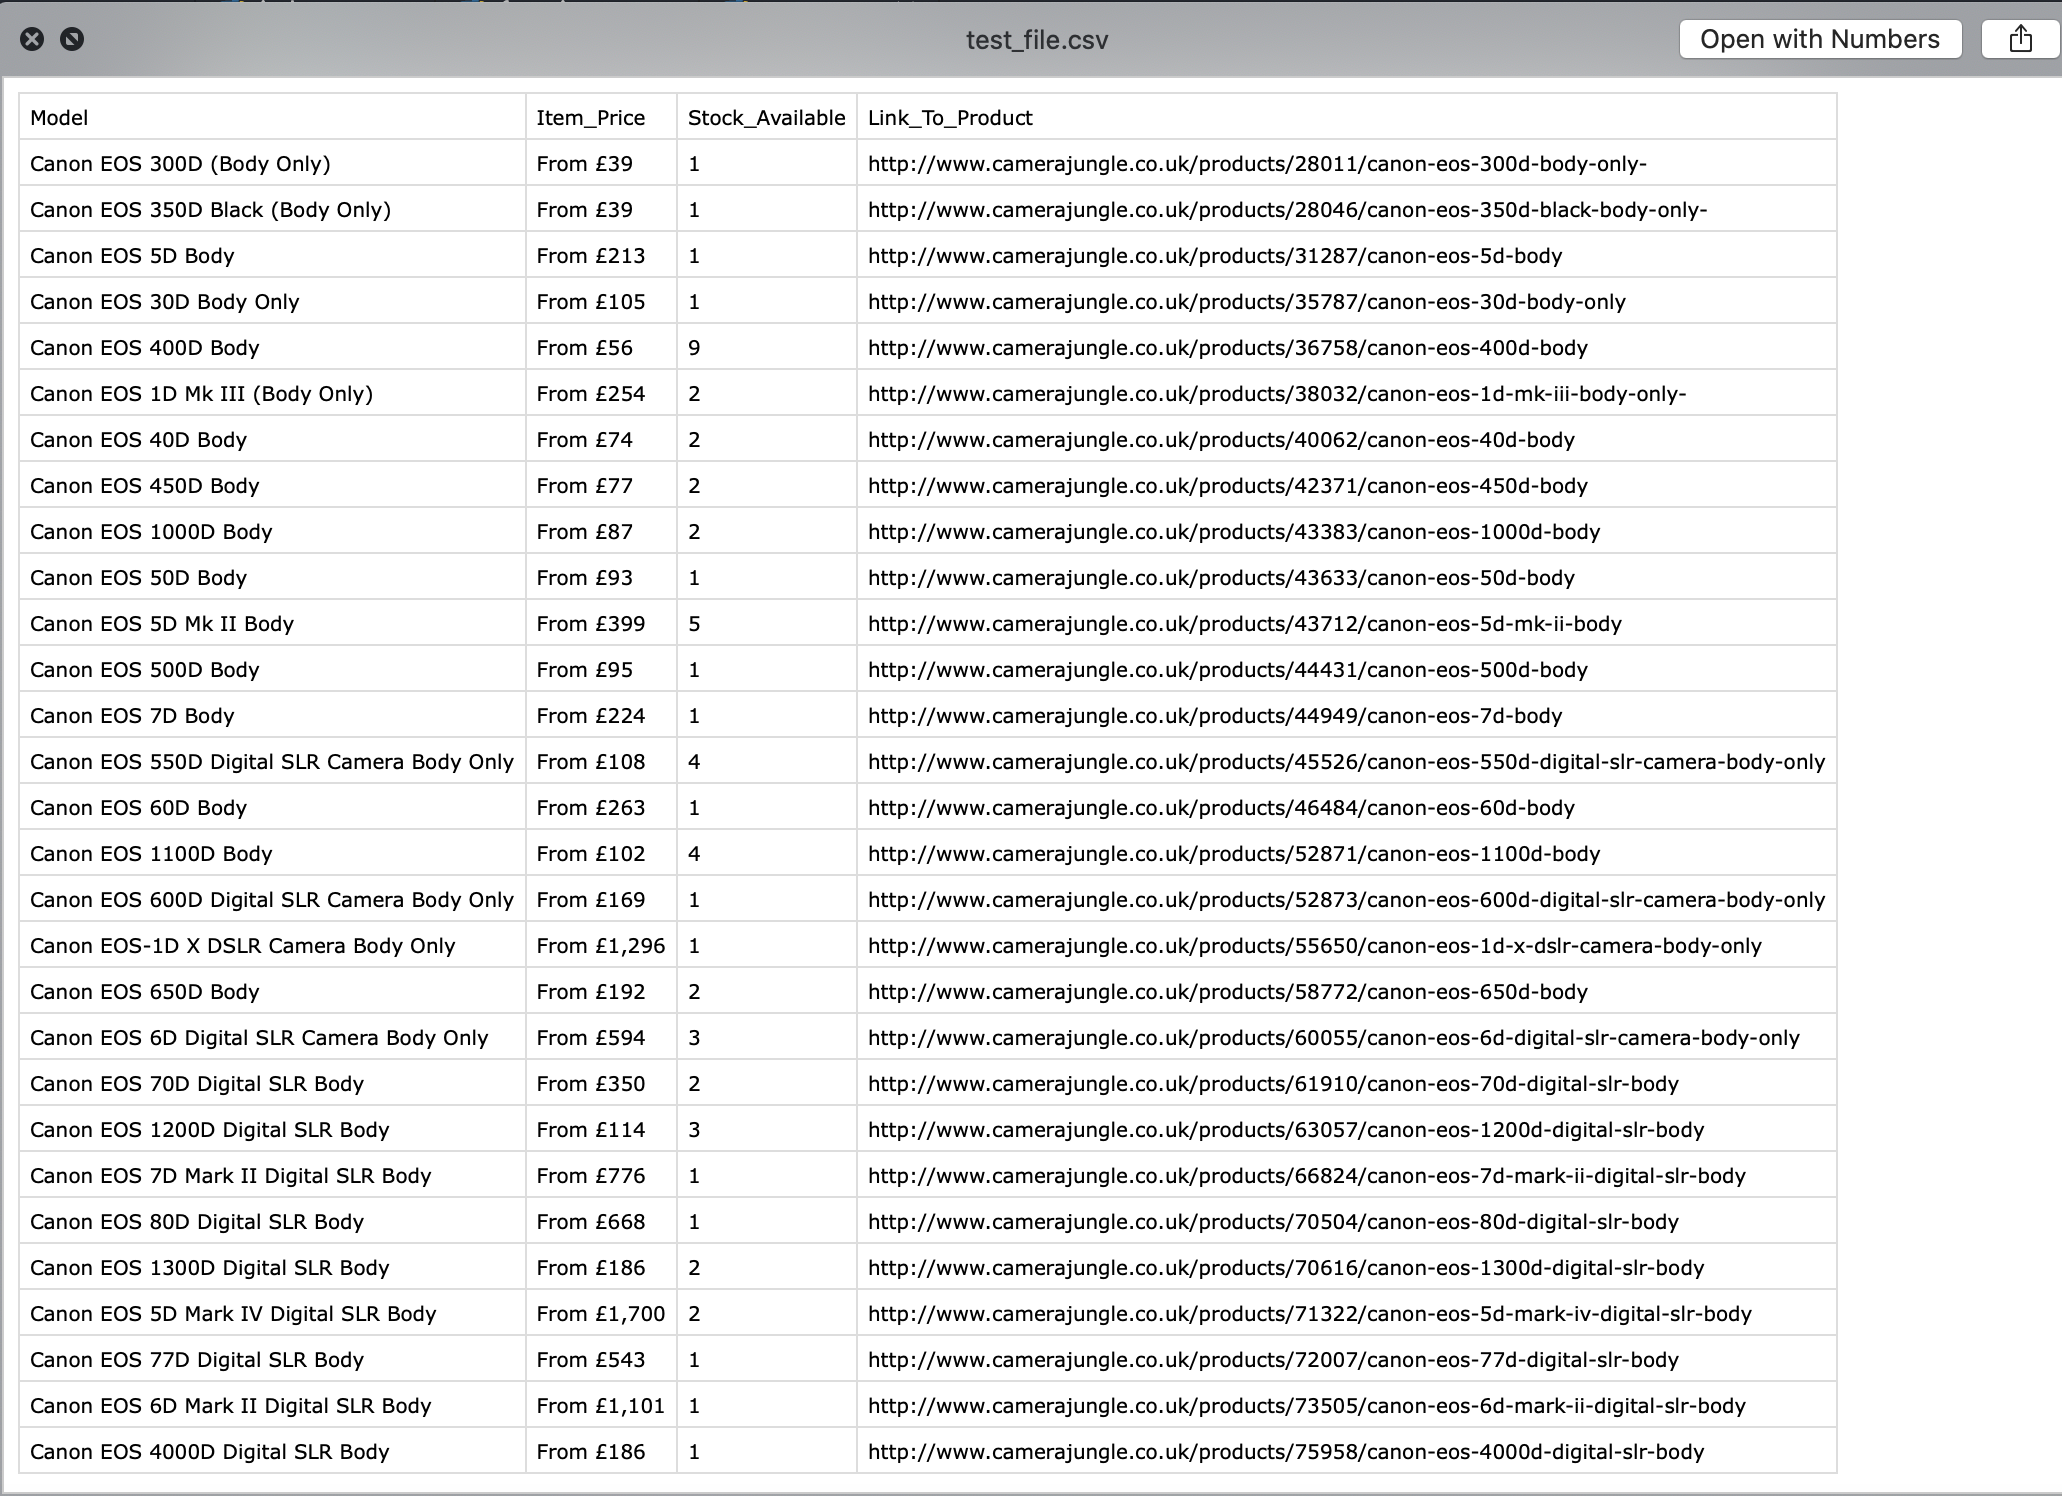 test_file.csv
Open with Numbers
Model Item_Price Stock_Available Link_To_Product
Canon EOS 300D (Body Only) From £39 1 http://www.camerajungle.co.uk/products/28011/canon-eos-300d-body-only-
Canon EOS 350D Black (Body Only) From £39 1 http://www.camerajungle.co.uk/products/28046/canon-eos-350d-black-body-only-
Canon EOS 5D Body From £213 1 http://www.camerajungle.co.uk/products/31287/canon-eos-5d-body
Canon EOS 30D Body Only From £105 1 http://www.camerajungle.co.uk/products/35787/canon-eos-30d-body-only
Canon EOS 400D Body From £56 9 http://www.camerajungle.co.uk/products/36758/canon-eos-400d-body
Canon EOS 1D Mk III (Body Only) From £254 2 http://www.camerajungle.co.uk/products/38032/canon-eos-1d-mk-iii-body-only-
Canon EOS 40D Body From £74 2 http://www.camerajungle.co.uk/products/40062/canon-eos-40d-body
Canon EOS 450D Body From £77 2 http://www.camerajungle.co.uk/products/42371/canon-eos-450d-body
Canon EOS 1000D Body From £87 2 http://www.camerajungle.co.uk/products/43383/canon-eos-1000d-body
Canon EOS 50D Body From £93 1 http://www.camerajungle.co.uk/products/43633/canon-eos-50d-body
Canon EOS 5D Mk II Body From £399 5 http://www.camerajungle.co.uk/products/43712/canon-eos-5d-mk-ii-body
Canon EOS 500D Body From £95 1 http://www.camerajungle.co.uk/products/44431/canon-eos-500d-body
Canon EOS 7D Body From £224 1 http://www.camerajungle.co.uk/products/44949/canon-eos-7d-body
Canon EOS 550D Digital SLR Camera Body Only From £108 4 http://www.camerajungle.co.uk/products/45526/canon-eos-550d-digital-slr-camera-body-only
Canon EOS 60D Body From £263 1 http://www.camerajungle.co.uk/products/46484/canon-eos-60d-body
Canon EOS 1100D Body From £102 4 http://www.camerajungle.co.uk/products/52871/canon-eos-1100d-body
Canon EOS 600D Digital SLR Camera Body Only From £169 1 http://www.camerajungle.co.uk/products/52873/canon-eos-600d-digital-slr-camera-body-only
Canon EOS-1D X DSLR Camera Body Only From £1,296 1 http://www.camerajungle.co.uk/products/55650/canon-eos-1d-x-dslr-camera-body-only
Canon EOS 650D Body From £192 2 http://www.camerajungle.co.uk/products/58772/canon-eos-650d-body
Canon EOS 6D Digital SLR Camera Body Only From £594 3 http://www.camerajungle.co.uk/products/60055/canon-eos-6d-digital-slr-camera-body-only
Canon EOS 70D Digital SLR Body From £350 2 http://www.camerajungle.co.uk/products/61910/canon-eos-70d-digital-slr-body
Canon EOS 1200D Digital SLR Body From £114 3 http://www.camerajungle.co.uk/products/63057/canon-eos-1200d-digital-slr-body
Canon EOS 7D Mark II Digital SLR Body From £776 1 http://www.camerajungle.co.uk/products/66824/canon-eos-7d-mark-ii-digital-slr-body
Canon EOS 80D Digital SLR Body From £668 1 http://www.camerajungle.co.uk/products/70504/canon-eos-80d-digital-slr-body
Canon EOS 1300D Digital SLR Body From £186 2 http://www.camerajungle.co.uk/products/70616/canon-eos-1300d-digital-slr-body
Canon EOS 5D Mark IV Digital SLR Body From £1,700 2 http://www.camerajungle.co.uk/products/71322/canon-eos-5d-mark-iv-digital-slr-body
Canon EOS 77D Digital SLR Body From £543 1 http://www.camerajungle.co.uk/products/72007/canon-eos-77d-digital-slr-body
Canon EOS 6D Mark II Digital SLR Body From £1,101 1 http://www.camerajungle.co.uk/products/73505/canon-eos-6d-mark-ii-digital-slr-body
Canon EOS 4000D Digital SLR Body From £186 1 http://www.camerajungle.co.uk/products/75958/canon-eos-4000d-digital-slr-body